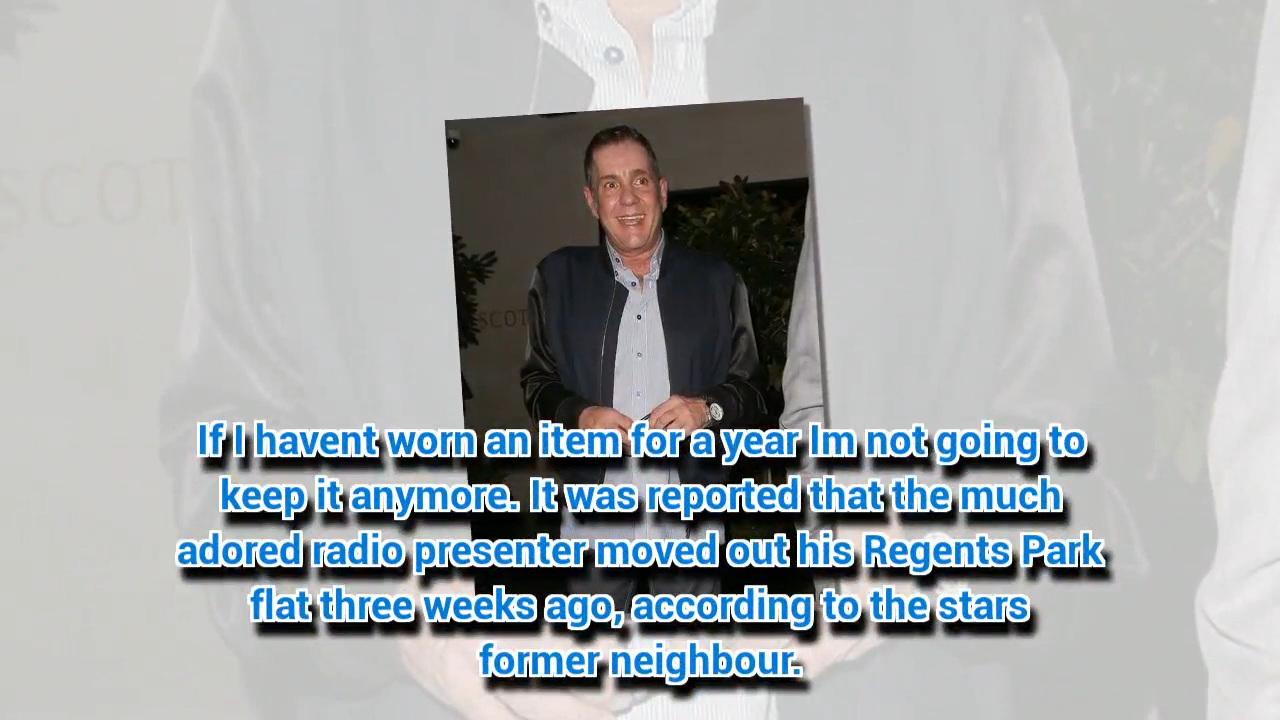 SCOT
SCOT
If I havent worn an item for a year Im not going to
keep it anymore. It was reported that the much
adored radio presenter moved out his Regents Park
flat three weeks ago, according to the stars
former neighbour.